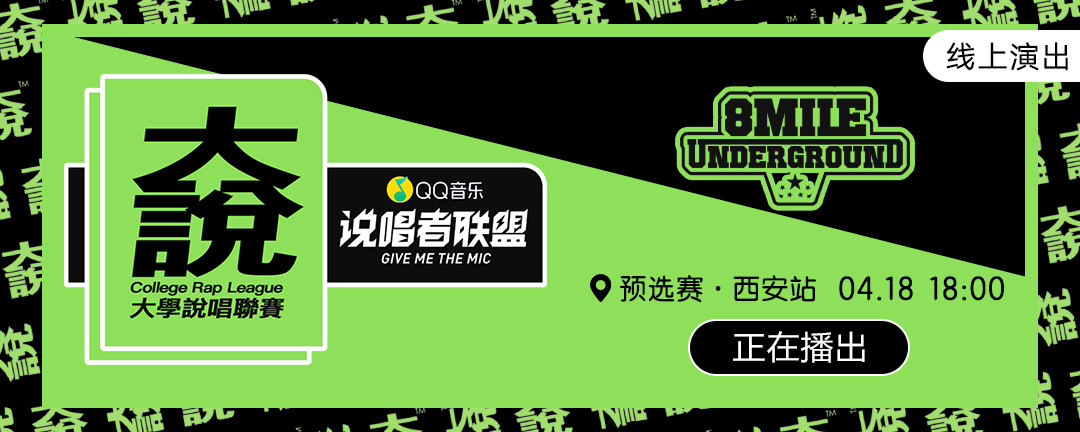 线上演出
大說
College Rap League
大學說唱聯賽
QQ音乐
说唱者联盟
GIVE ME THE MIC
8MILE
UNDERGROUND
预选赛·西安站 04.18 18:00
正在播出